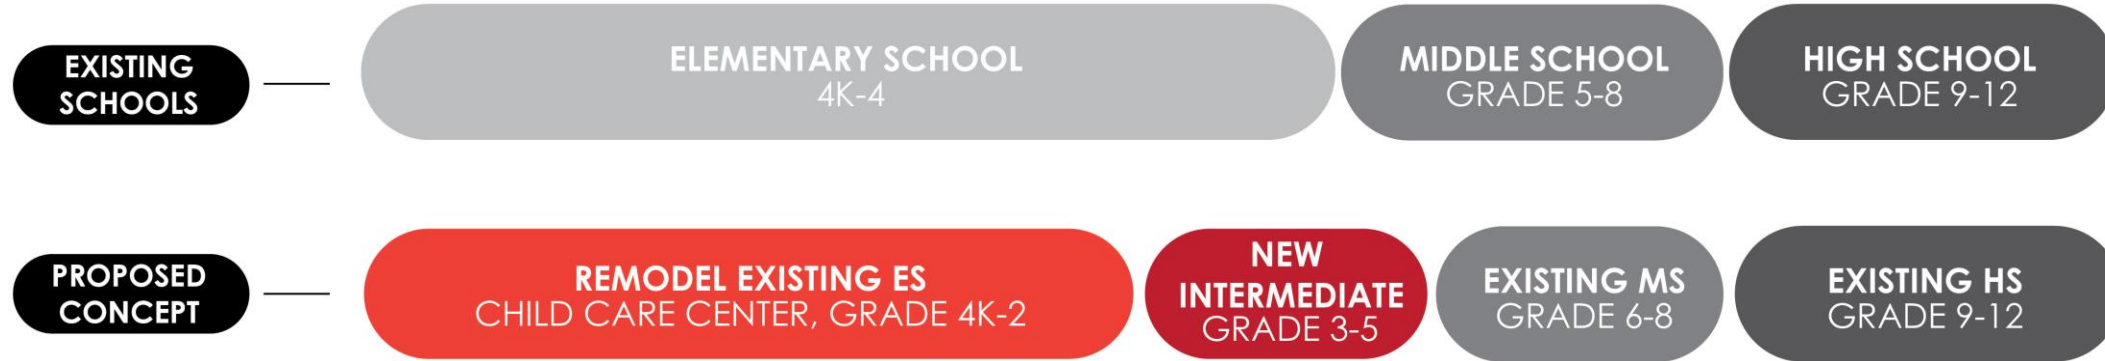 EXISTING
SCHOOLS
ELEMENTARY SCHOOL
4K-4
MIDDLE SCHOOL
GRADE 5-8
HIGH SCHOOL
GRADE 9-12
PROPOSED
CONCEPT
REMODEL EXISTING ES
CHILD CARE CENTER, GRADE 4K-2
NEW
INTERMEDIATE
GRADE 3-5
EXISTING MS
GRADE 6-8
EXISTING HS
GRADE 9-12